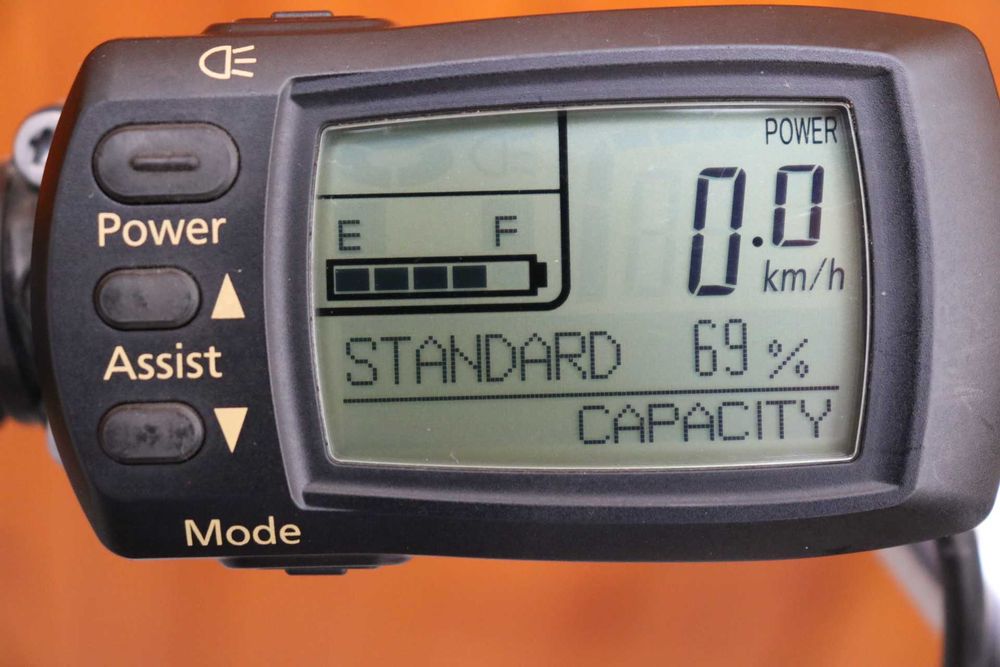 POWER
0.0
km/h
E F
STANDARD 69 %
CAPACITY
Power
Assist
Mode